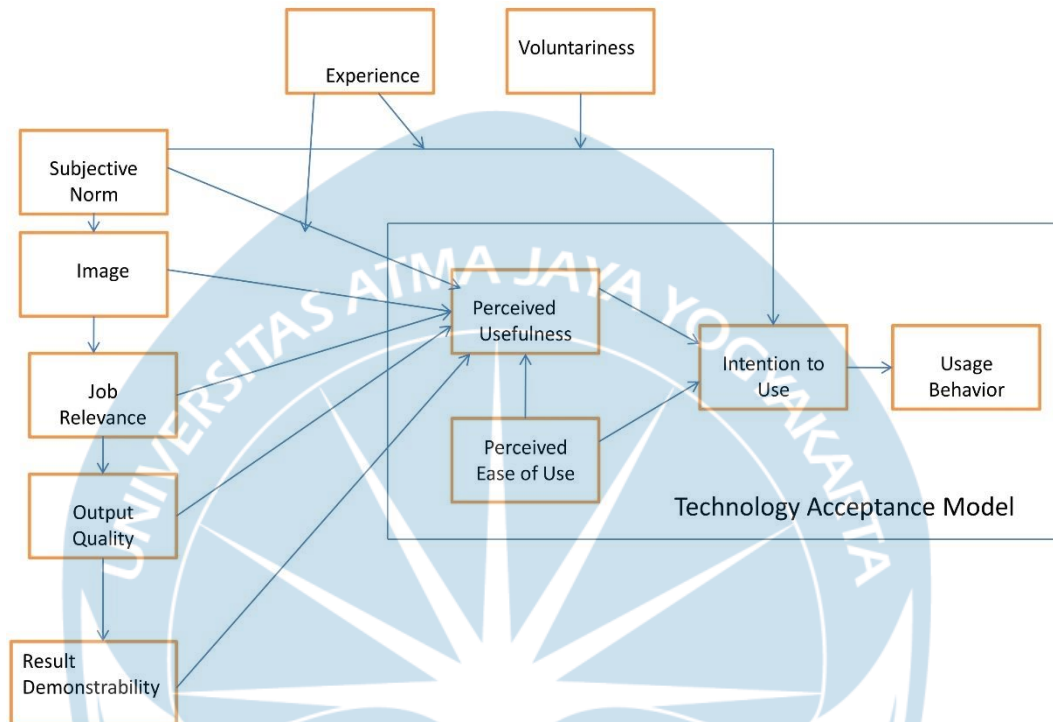 Voluntariness
Experience
Subjective
Norm
Image
Perceived
Usefulness
Intention to
Use
Usage
Behavior
Job
Relevance
Perceived
Ease of Use
Technology Acceptance Model
Output
Quality
Result
Demonstrability
UNIVERSITAS ATMA JAYA YOGYAKARTA